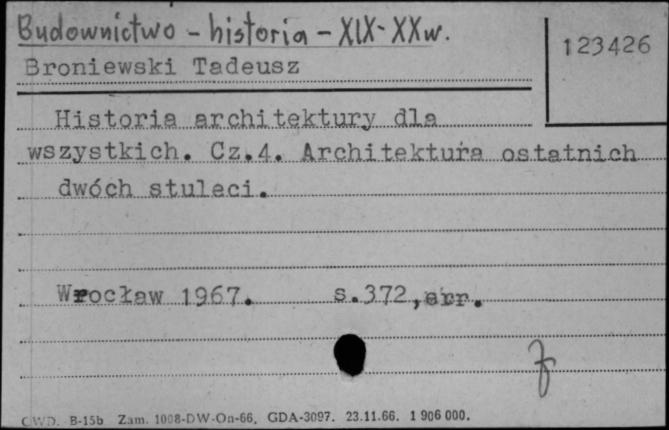 Budownictwo - historia - XIX-XXw.
123426
Broniewski Tadeusz
Historia architektury dla
wszystkich. Cz.4. Architektura ostatnich
dwóch stuleci.
Wrocław 1967. s.372,err.
CWD. B-15b Zam. 1008-DW-On-66. GDA-3097. 23.11.66. 1 906 000.